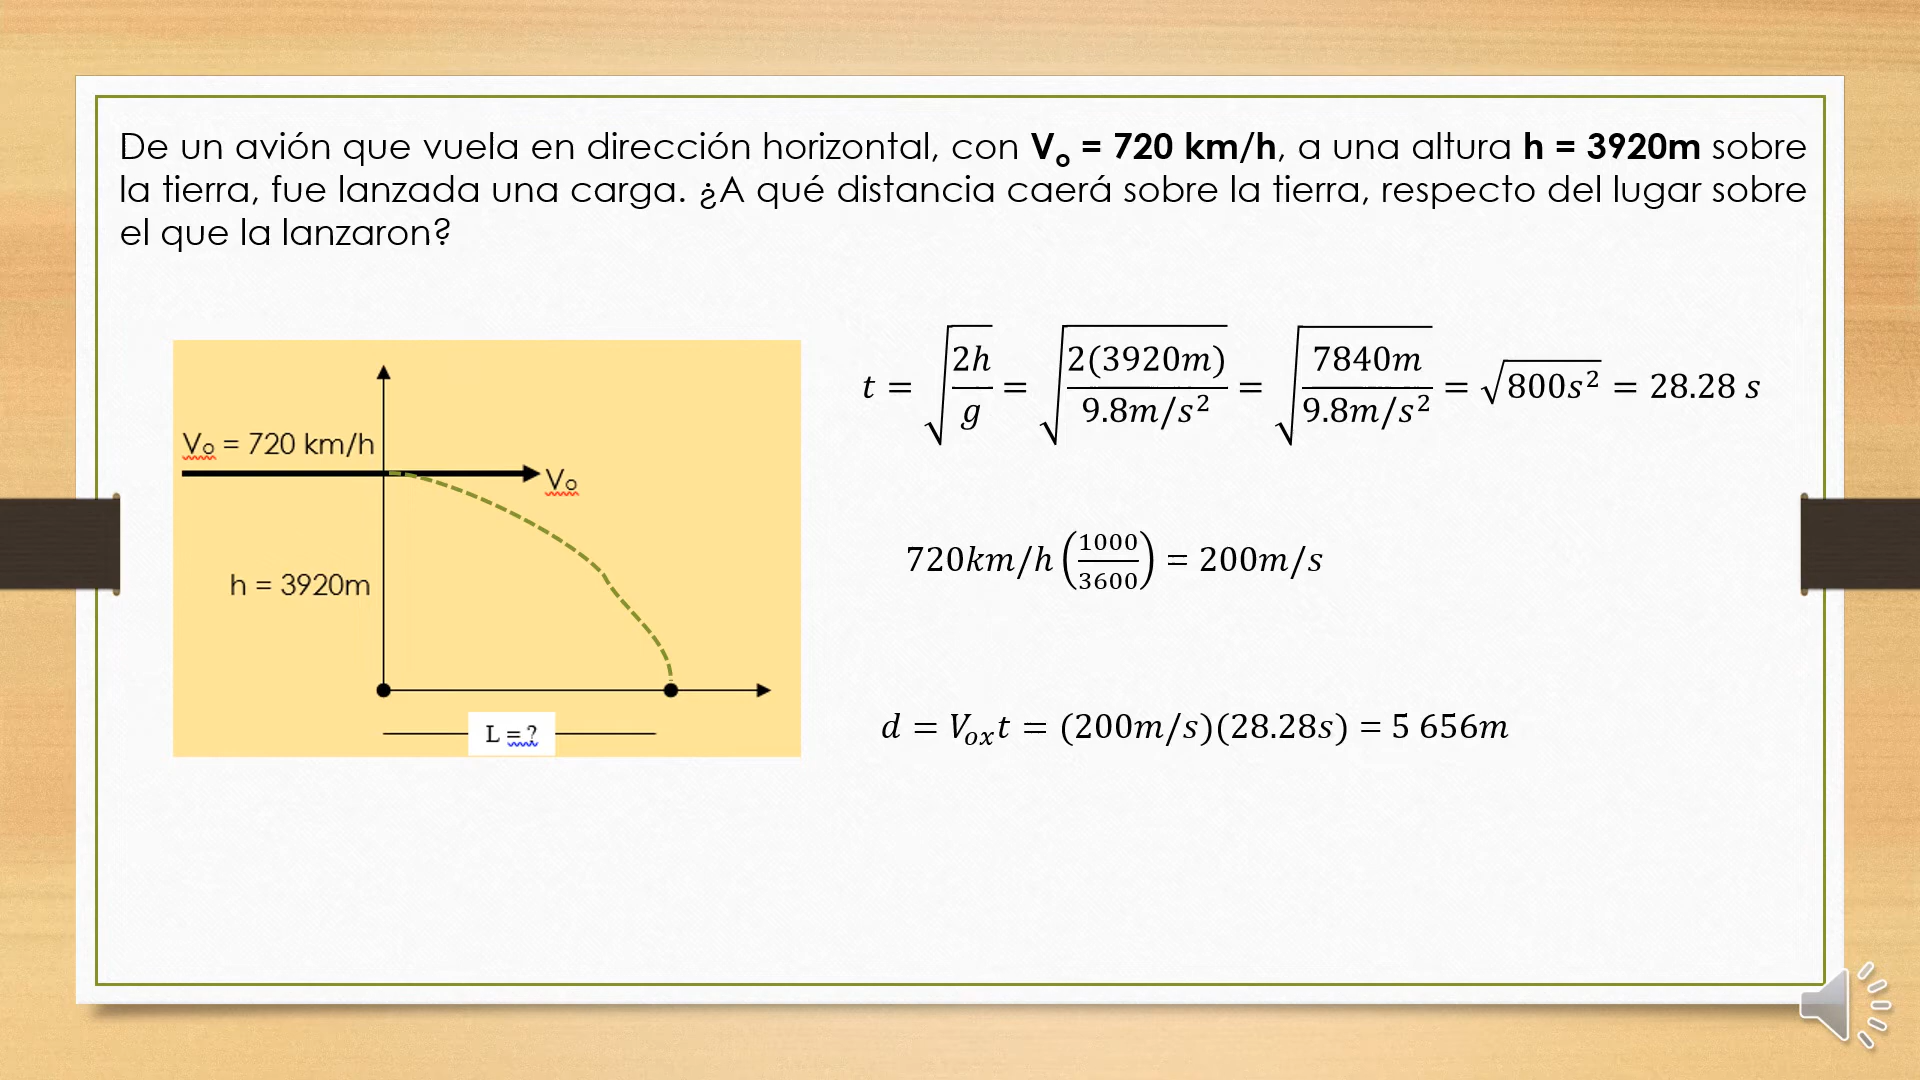 De un avión que vuela en dirección horizontal, con Vo = 720 km/h, a una altura h = 3920m sobre
la tierra, fue lanzada una carga. ¿A qué distancia caerá sobre la tierra, respecto del lugar sobre
el que la lanzaron?
t = √(2h/g) = √(2(3920m)/9.8m/s²) = √(7840m/9.8m/s²) = √800s² = 28.28 s
Vo = 720 km/h
Vo
h = 3920m
L = ?
720km/h (1000/3600) = 200m/s
d = Voxt = (200m/s)(28.28s) = 5 656m